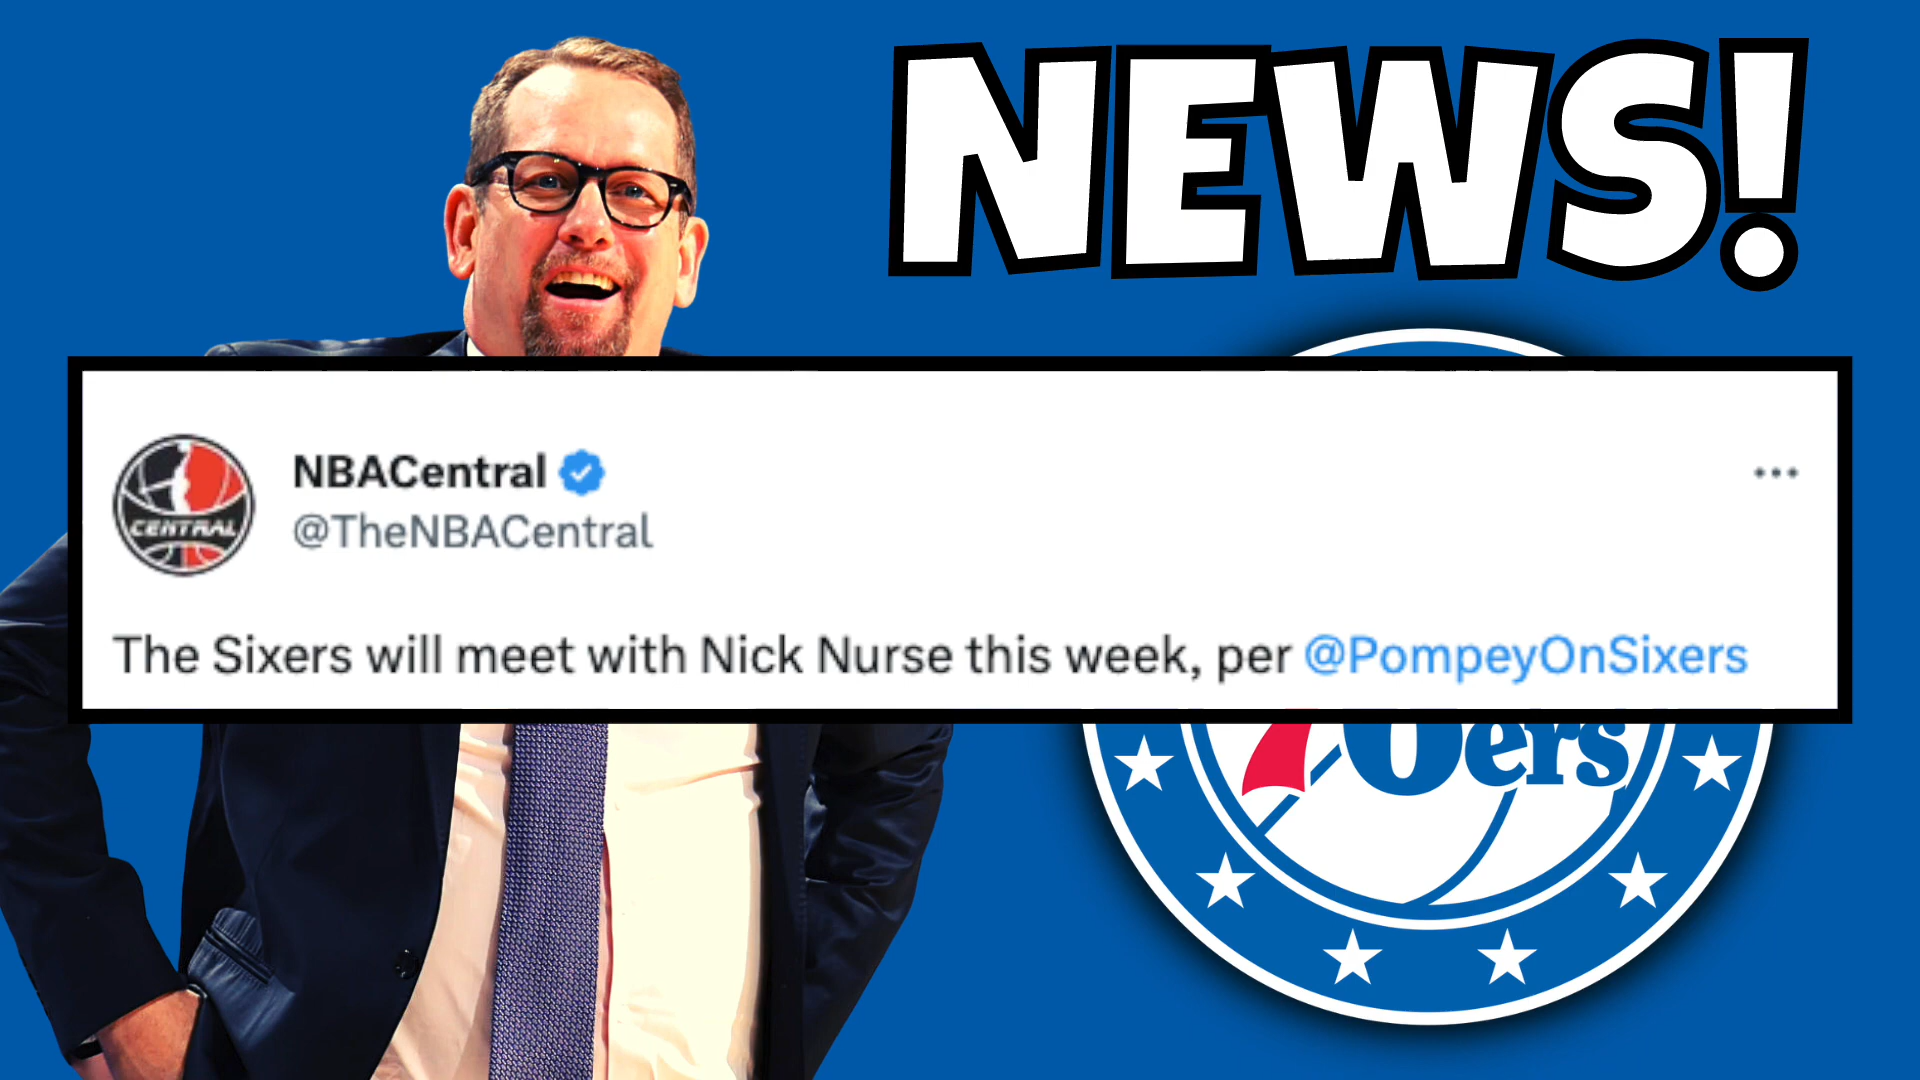 NEWS!
NBACentral
@TheNBACentral
CENTRAL
The Sixers will meet with Nick Nurse this week, per @PompeyOnSixers
76ers